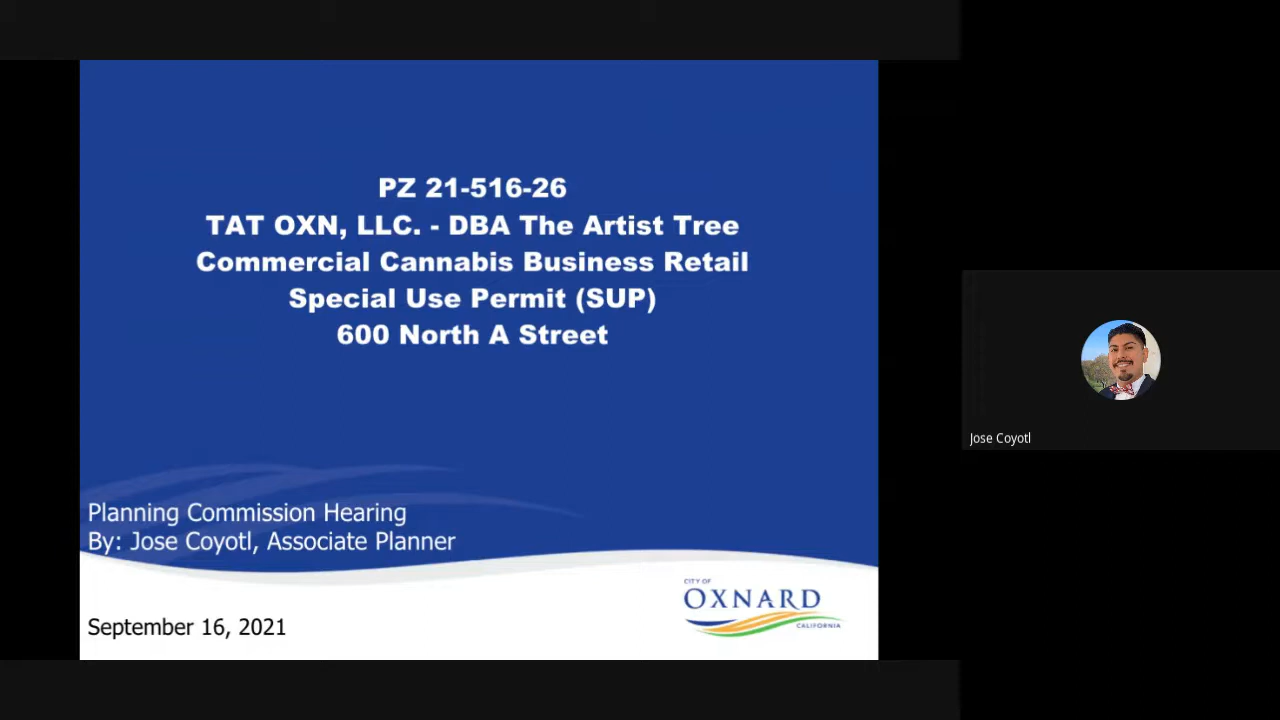 PZ 21-516-26
TAT OXN, LLC. - DBA The Artist Tree
Commercial Cannabis Business Retail
Special Use Permit (SUP)
600 North A Street
Planning Commission Hearing
By: Jose Coyotl, Associate Planner
September 16, 2021
CITY OF
OXNARD
CALIFORNIA
Jose Coyotl